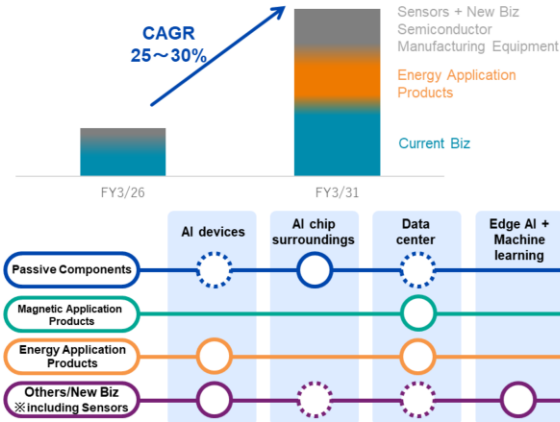 CAGR
25～30%
Sensors + New Biz
Semiconductor
Manufacturing Equipment
Energy Application
Products
Current Biz
FY3/26
FY3/31
AI devices
AI chip
surroundings
Data
center
Edge AI +
Machine
learning
Passive Components
Magnetic Application
Products
Energy Application
Products
Others/New Biz
※including Sensors